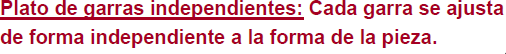 Plato de garras independientes: Cada garra se ajusta
de forma independiente a la forma de la pieza.